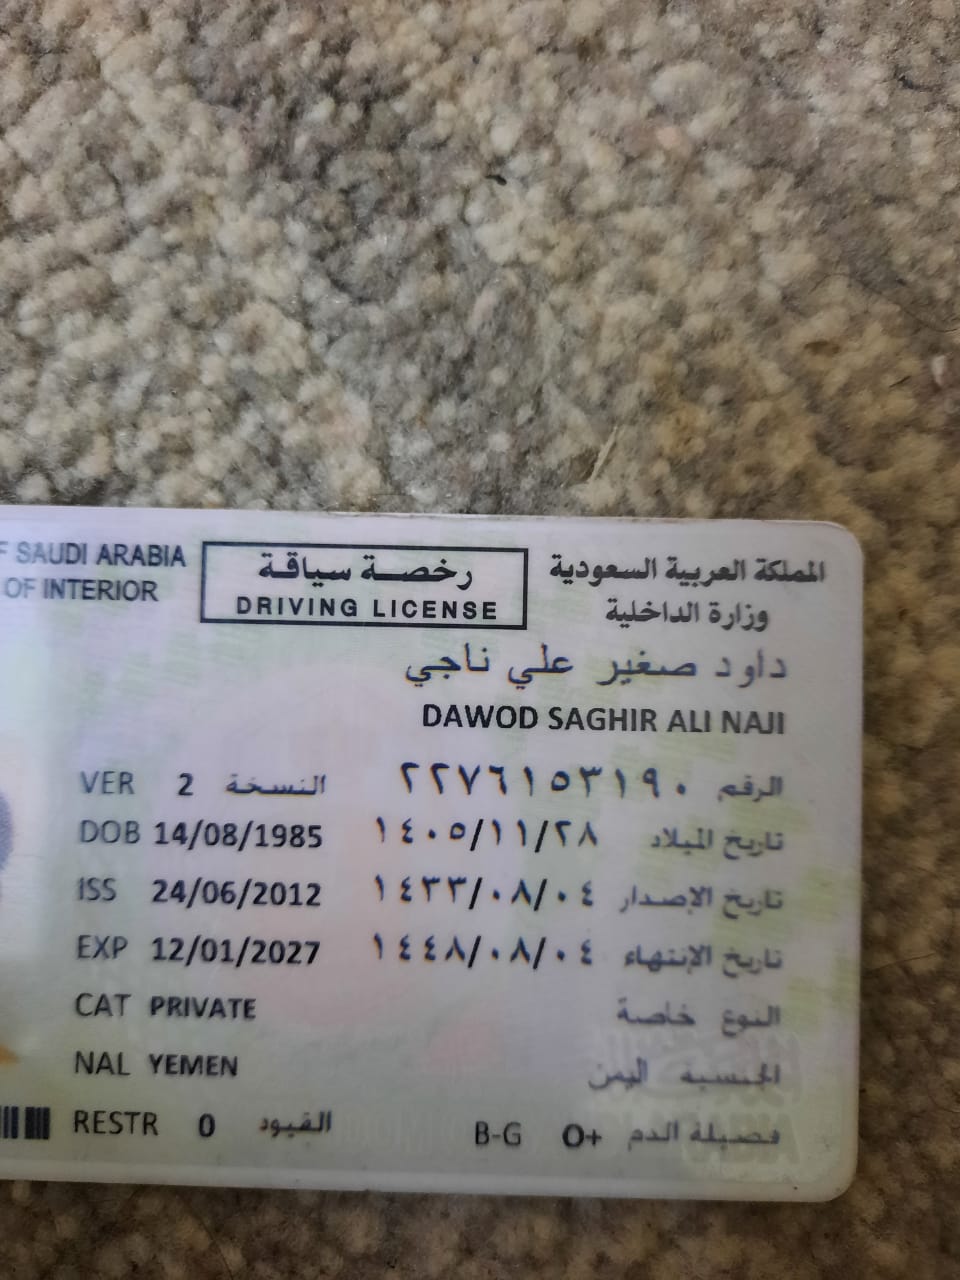 المملكة العربية السعودية
وزارة الداخلية
رخصة سياقة
DRIVING LICENSE
F SAUDI ARABIA
OF INTERIOR
داود صغير علي ناجي
DAWOD SAGHIR ALI NAJI
الرقم ٢٢٧٦١٥٣١٩٠ النسخة 2 VER
تاريخ الميلاد ١٤٠٥/١١/٢٨ DOB 14/08/1985
تاريخ الإصدار ١٤٣٣/٠٨/٠٤ ISS 24/06/2012
تاريخ الإنتهاء ١٤٤٨/٠٨/٠٤ EXP 12/01/2027
النوع خاصة CAT PRIVATE
الجنسية اليمن NAL YEMEN
فصيلة الدم O+ B-G القيود 0 RESTR